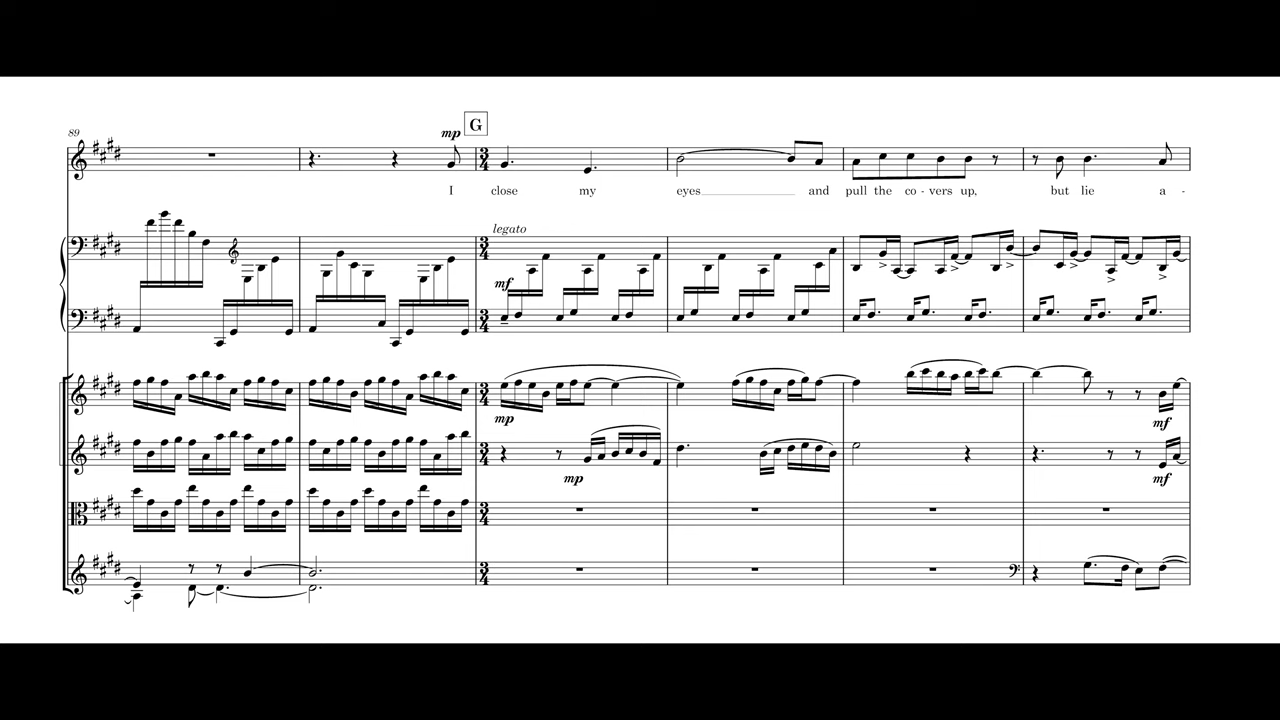 89
mp
G
I close my eyes and pull the co - vers up, but lie a -
legato
mf
mp
mf
mp
mf